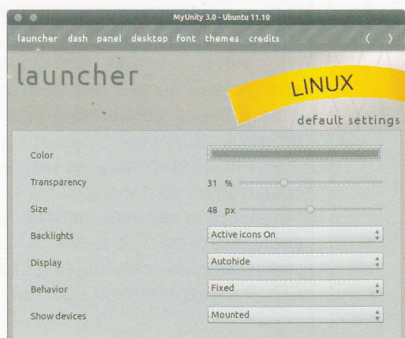 MyUnity 3.0 - Ubuntu 11.10
launcher dash panel desktop font themes credits
launcher
LINUX
default settings
Color
Transparency 31 %
Size 48 px
Backlights Active icons On
Display Autohide
Behavior Fixed
Show devices Mounted